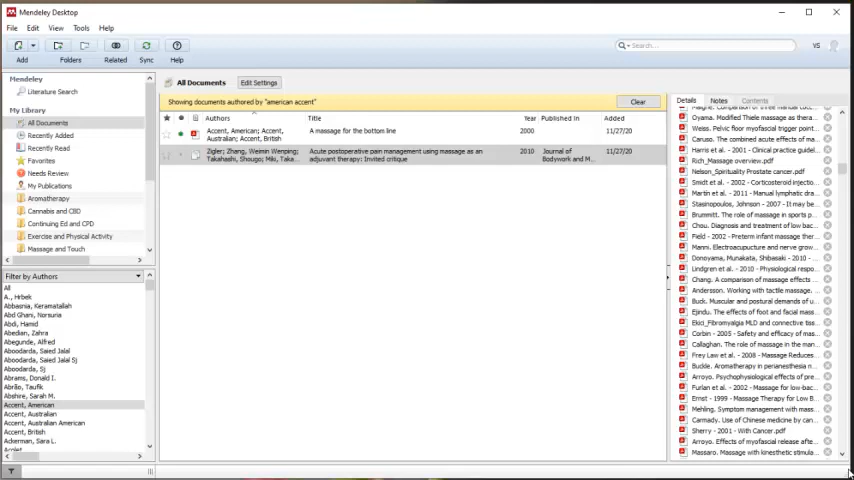 Mendeley Desktop
File Edit View Tools Help
Add Folders Related Sync Help
Search...
VS
Mendeley
Literature Search
My Library
All Documents
Recently Added
Recently Read
Favorites
Needs Review
My Publications
Aromatherapy
Cannabis and CBD
Continuing Ed and CPD
Exercise and Physical Activity
Massage and Touch
Filter by Authors
All
A., Hrbek
Abbasnia, Keramatallah
Abd Ghani, Norsuria
Abdi, Hamid
Abedian, Zahra
Abegunde, Alfred
Aboodarda, Saied Jalal
Aboodarda, Saied Jalal Sj
Aboodarda, Sj
Abrams, Donald I.
Abrão, Taufik
Abshire, Sarah M.
Accent, American
Accent, Australian
Accent, Australian American
Accent, British
Ackerman, Sara L.
All Documents Edit Settings
Showing documents authored by "american accent" Clear
Authors Title Year Published In Added
Accent, American; Accent, A massage for the bottom line 2000 11/27/20
Australian; Accent, British
Zigler; Zhang, Weimin Wenping; Acute postoperative pain management using massage as an 2010 Journal of 11/27/20
Takahashi, Shougo; Miki, Taka... adjuvant therapy: Invited critique Bodywork and M...
Details Notes Contents
Oyama. Modified Thiele massage as thera...
Weiss. Pelvic floor myofascial trigger point...
Caruso. The combined acute effects of ma...
Harris et al. - 2001 - Clinical practice guidel...
Rich_Massage overview.pdf
Nelson_Spirituality Prostate cancer.pdf
Smidt et al. - 2002 - Corticosteroid injectio...
Martin et al. - 2011 - Manual lymphatic dra...
Stasinopoulos, Johnson - 2007 - It may be...
Brummitt. The role of massage in sports p...
Chou. Diagnosis and treatment of low bac...
Field - 2002 - Preterm infant massage ther...
Manni. Electroacupuncture and nerve grow...
Donoyama, Munakata, Shibasaki - 2010 -...
Lindgren et al. - 2010 - Physiological respo...
Chang. A comparison of massage effects...
Andersson. Working with tactile massage.
Buck. Muscular and postural demands of u...
Ejindu. The effects of foot and facial mass...
Ekici_Fibromyalgia MLD and connective tiss...
Corbin - 2005 - Safety and efficacy of mas...
Callaghan. The role of massage in the man...
Frey Law et al. - 2008 - Massage Reduces...
Buckle. Aromatherapy in perianesthesia n...
Arroyo. Psychophysiological effects of pre...
Furlan et al. - 2002 - Massage for low-bac...
Ernst - 1999 - Massage Therapy for Low B...
Mehling. Symptom management with mass...
Carmady. Use of Chinese medicine by can...
Sherry - 2001 - With Cancer.pdf
Arroyo. Effects of myofascial release afte...
Massaro. Massage with kinesthetic stimula...